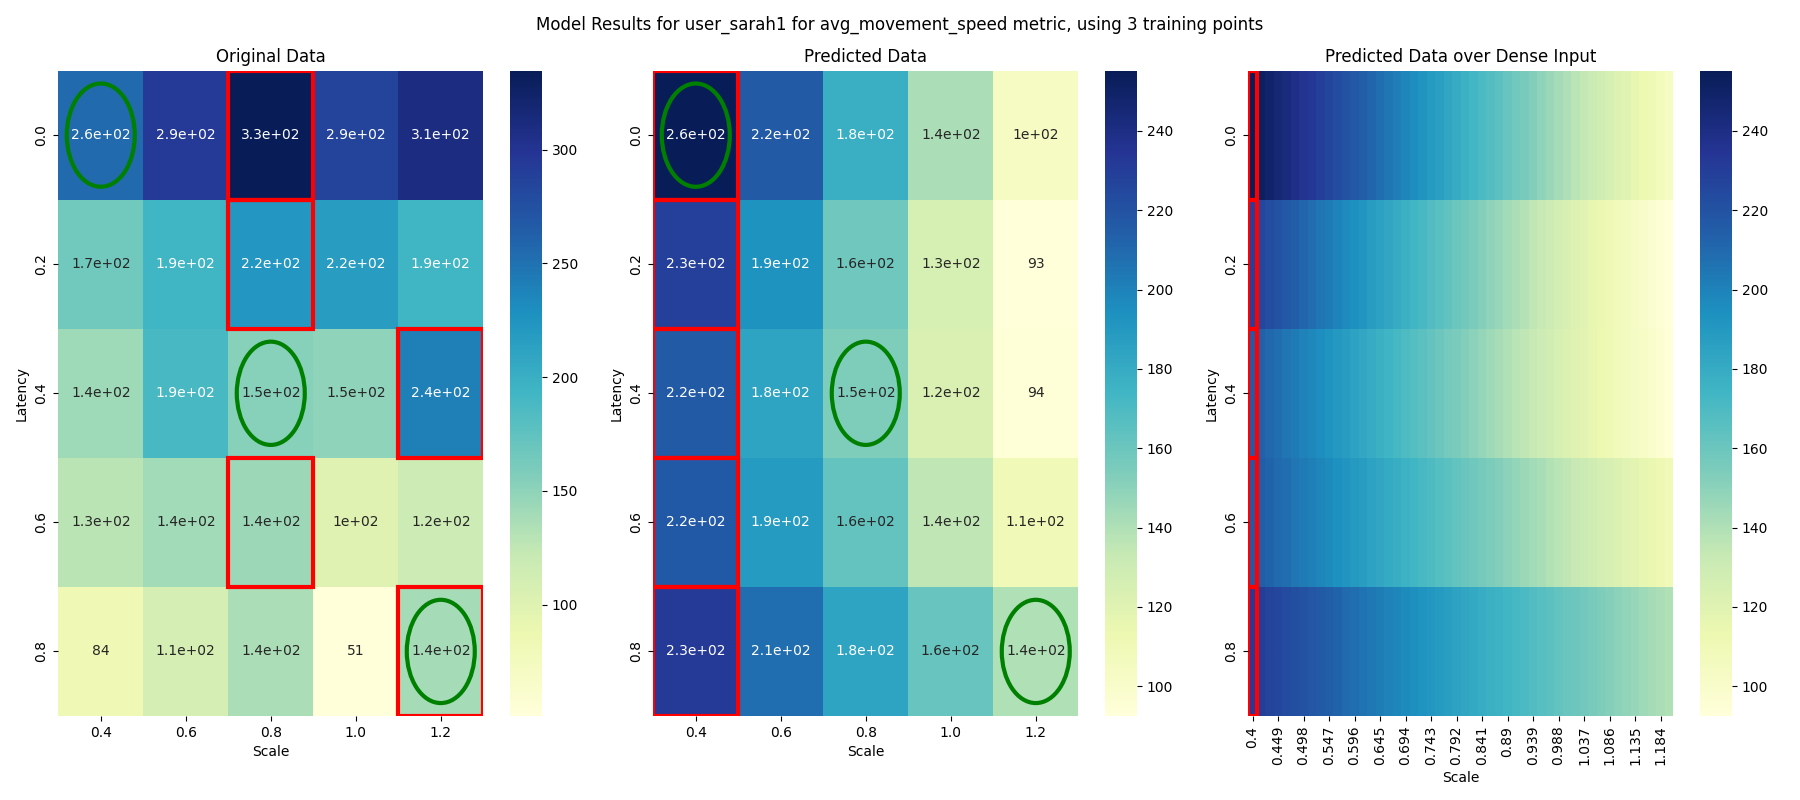 Model Results for user_sarah1 for avg_movement_speed metric, using 3 training points
Original Data
Latency
0.0 2.6e+02 2.9e+02 3.3e+02 2.9e+02 3.1e+02
0.2 1.7e+02 1.9e+02 2.2e+02 2.2e+02 1.9e+02
0.4 1.4e+02 1.9e+02 1.5e+02 1.5e+02 2.4e+02
0.6 1.3e+02 1.4e+02 1.4e+02 1e+02 1.2e+02
0.8 84 1.1e+02 1.4e+02 51 1.4e+02
0.4 0.6 0.8 1.0 1.2
Scale
300
250
200
150
100
Predicted Data
Latency
0.0 2.6e+02 2.2e+02 1.8e+02 1.4e+02 1e+02
0.2 2.3e+02 1.9e+02 1.6e+02 1.3e+02 93
0.4 2.2e+02 1.8e+02 1.5e+02 1.2e+02 94
0.6 2.2e+02 1.9e+02 1.6e+02 1.4e+02 1.1e+02
0.8 2.3e+02 2.1e+02 1.8e+02 1.6e+02 1.4e+02
0.4 0.6 0.8 1.0 1.2
Scale
240
220
200
180
160
140
120
100
Predicted Data over Dense Input
Latency
0.0
0.2
0.4
0.6
0.8
0.4 0.449 0.498 0.547 0.596 0.645 0.694 0.743 0.792 0.841 0.89 0.939 0.988 1.037 1.086 1.135 1.184
Scale
240
220
200
180
160
140
120
100